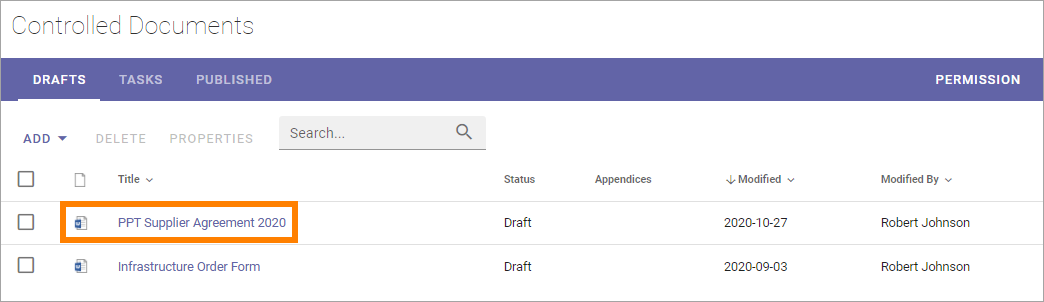 Controlled Documents
DRAFTS TASKS PUBLISHED PERMISSION
ADD DELETE PROPERTIES Search...
Title Status Appendices Modified Modified By
PPT Supplier Agreement 2020 Draft 2020-10-27 Robert Johnson
Infrastructure Order Form Draft 2020-09-03 Robert Johnson